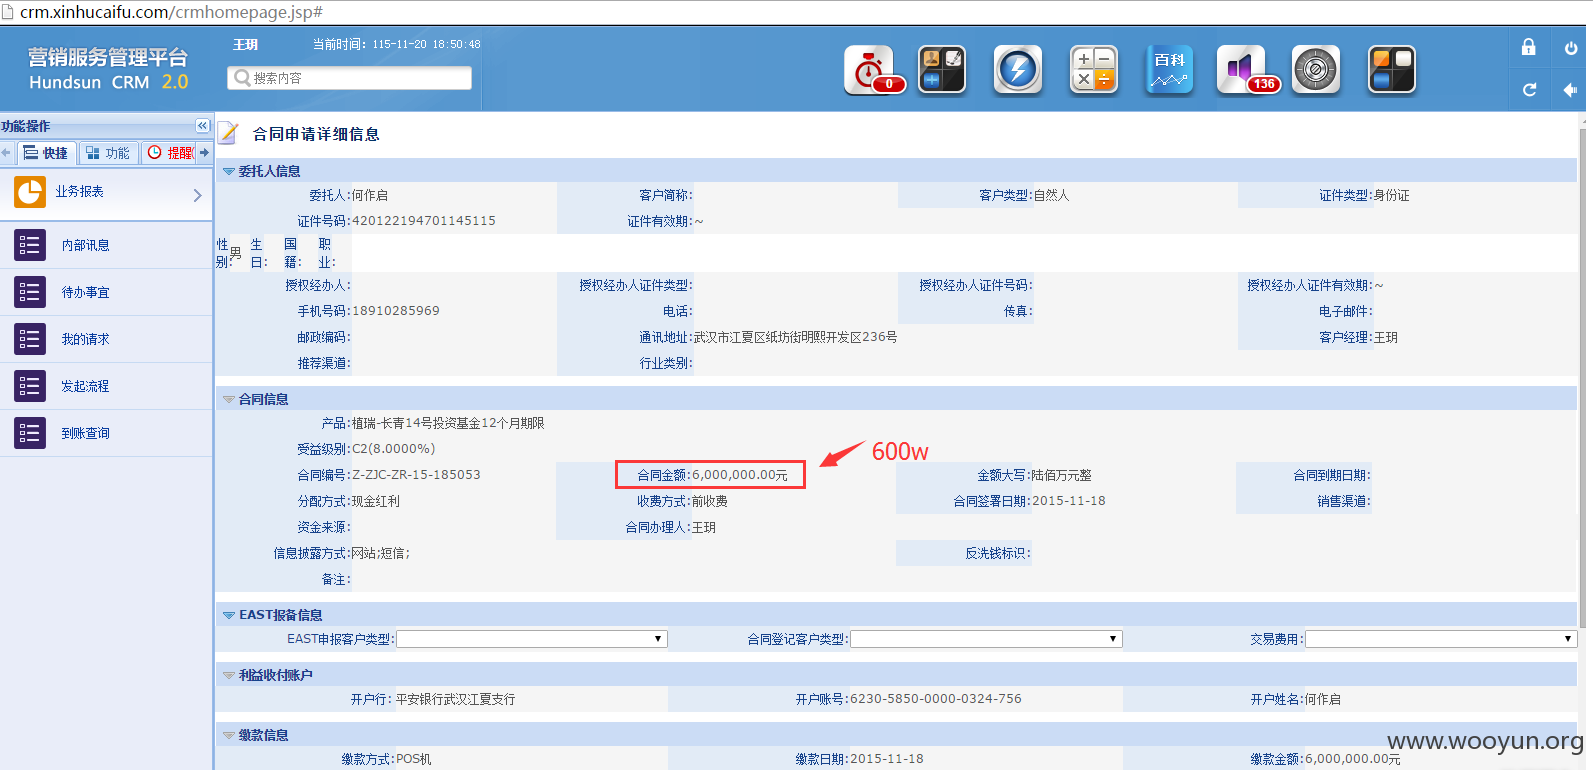 crm.xinhucaifu.com/crmhomepage.jsp#
营销服务管理平台
Hundsun CRM 2.0
王玥 当前时间：115-11-20 18:50:48
搜索内容
0
百科
136
功能操作
快捷 功能 提醒(
业务报表
内部讯息
待办事宜
我的请求
发起流程
到账查询
合同申请详细信息
委托人信息
委托人:何作启 客户简称: 客户类型:自然人 证件类型:身份证
证件号码:420122194701145115 证件有效期:~
性别:男 生日: 国籍: 职业:
授权经办人: 授权经办人证件类型: 授权经办人证件号码: 授权经办人证件有效期:~
手机号码:18910285969 电话: 传真: 电子邮件:
邮政编码: 通讯地址:武汉市江夏区纸坊街明熙开发区236号 客户经理:王玥
推荐渠道: 行业类别:
合同信息
产品:植瑞-长青14号投资基金12个月期限
受益级别:C2(8.0000%)
600w
合同编号:Z-ZJC-ZR-15-185053 合同金额:6,000,000.00元 金额大写:陆佰万元整 合同到期日期:
分配方式:现金红利 收费方式:前收费 合同签署日期:2015-11-18 销售渠道:
资金来源: 合同办理人:王玥
信息披露方式:网站;短信; 反洗钱标识:
备注:
EAST报备信息
EAST申报客户类型: 合同登记客户类型: 交易费用:
利益收付账户
开户行:平安银行武汉江夏支行 开户账号:6230-5850-0000-0324-756 开户姓名:何作启
缴款信息
缴款方式:POS机 缴款日期:2015-11-18 缴款金额:6,000,000.00元
www.wooyun.org